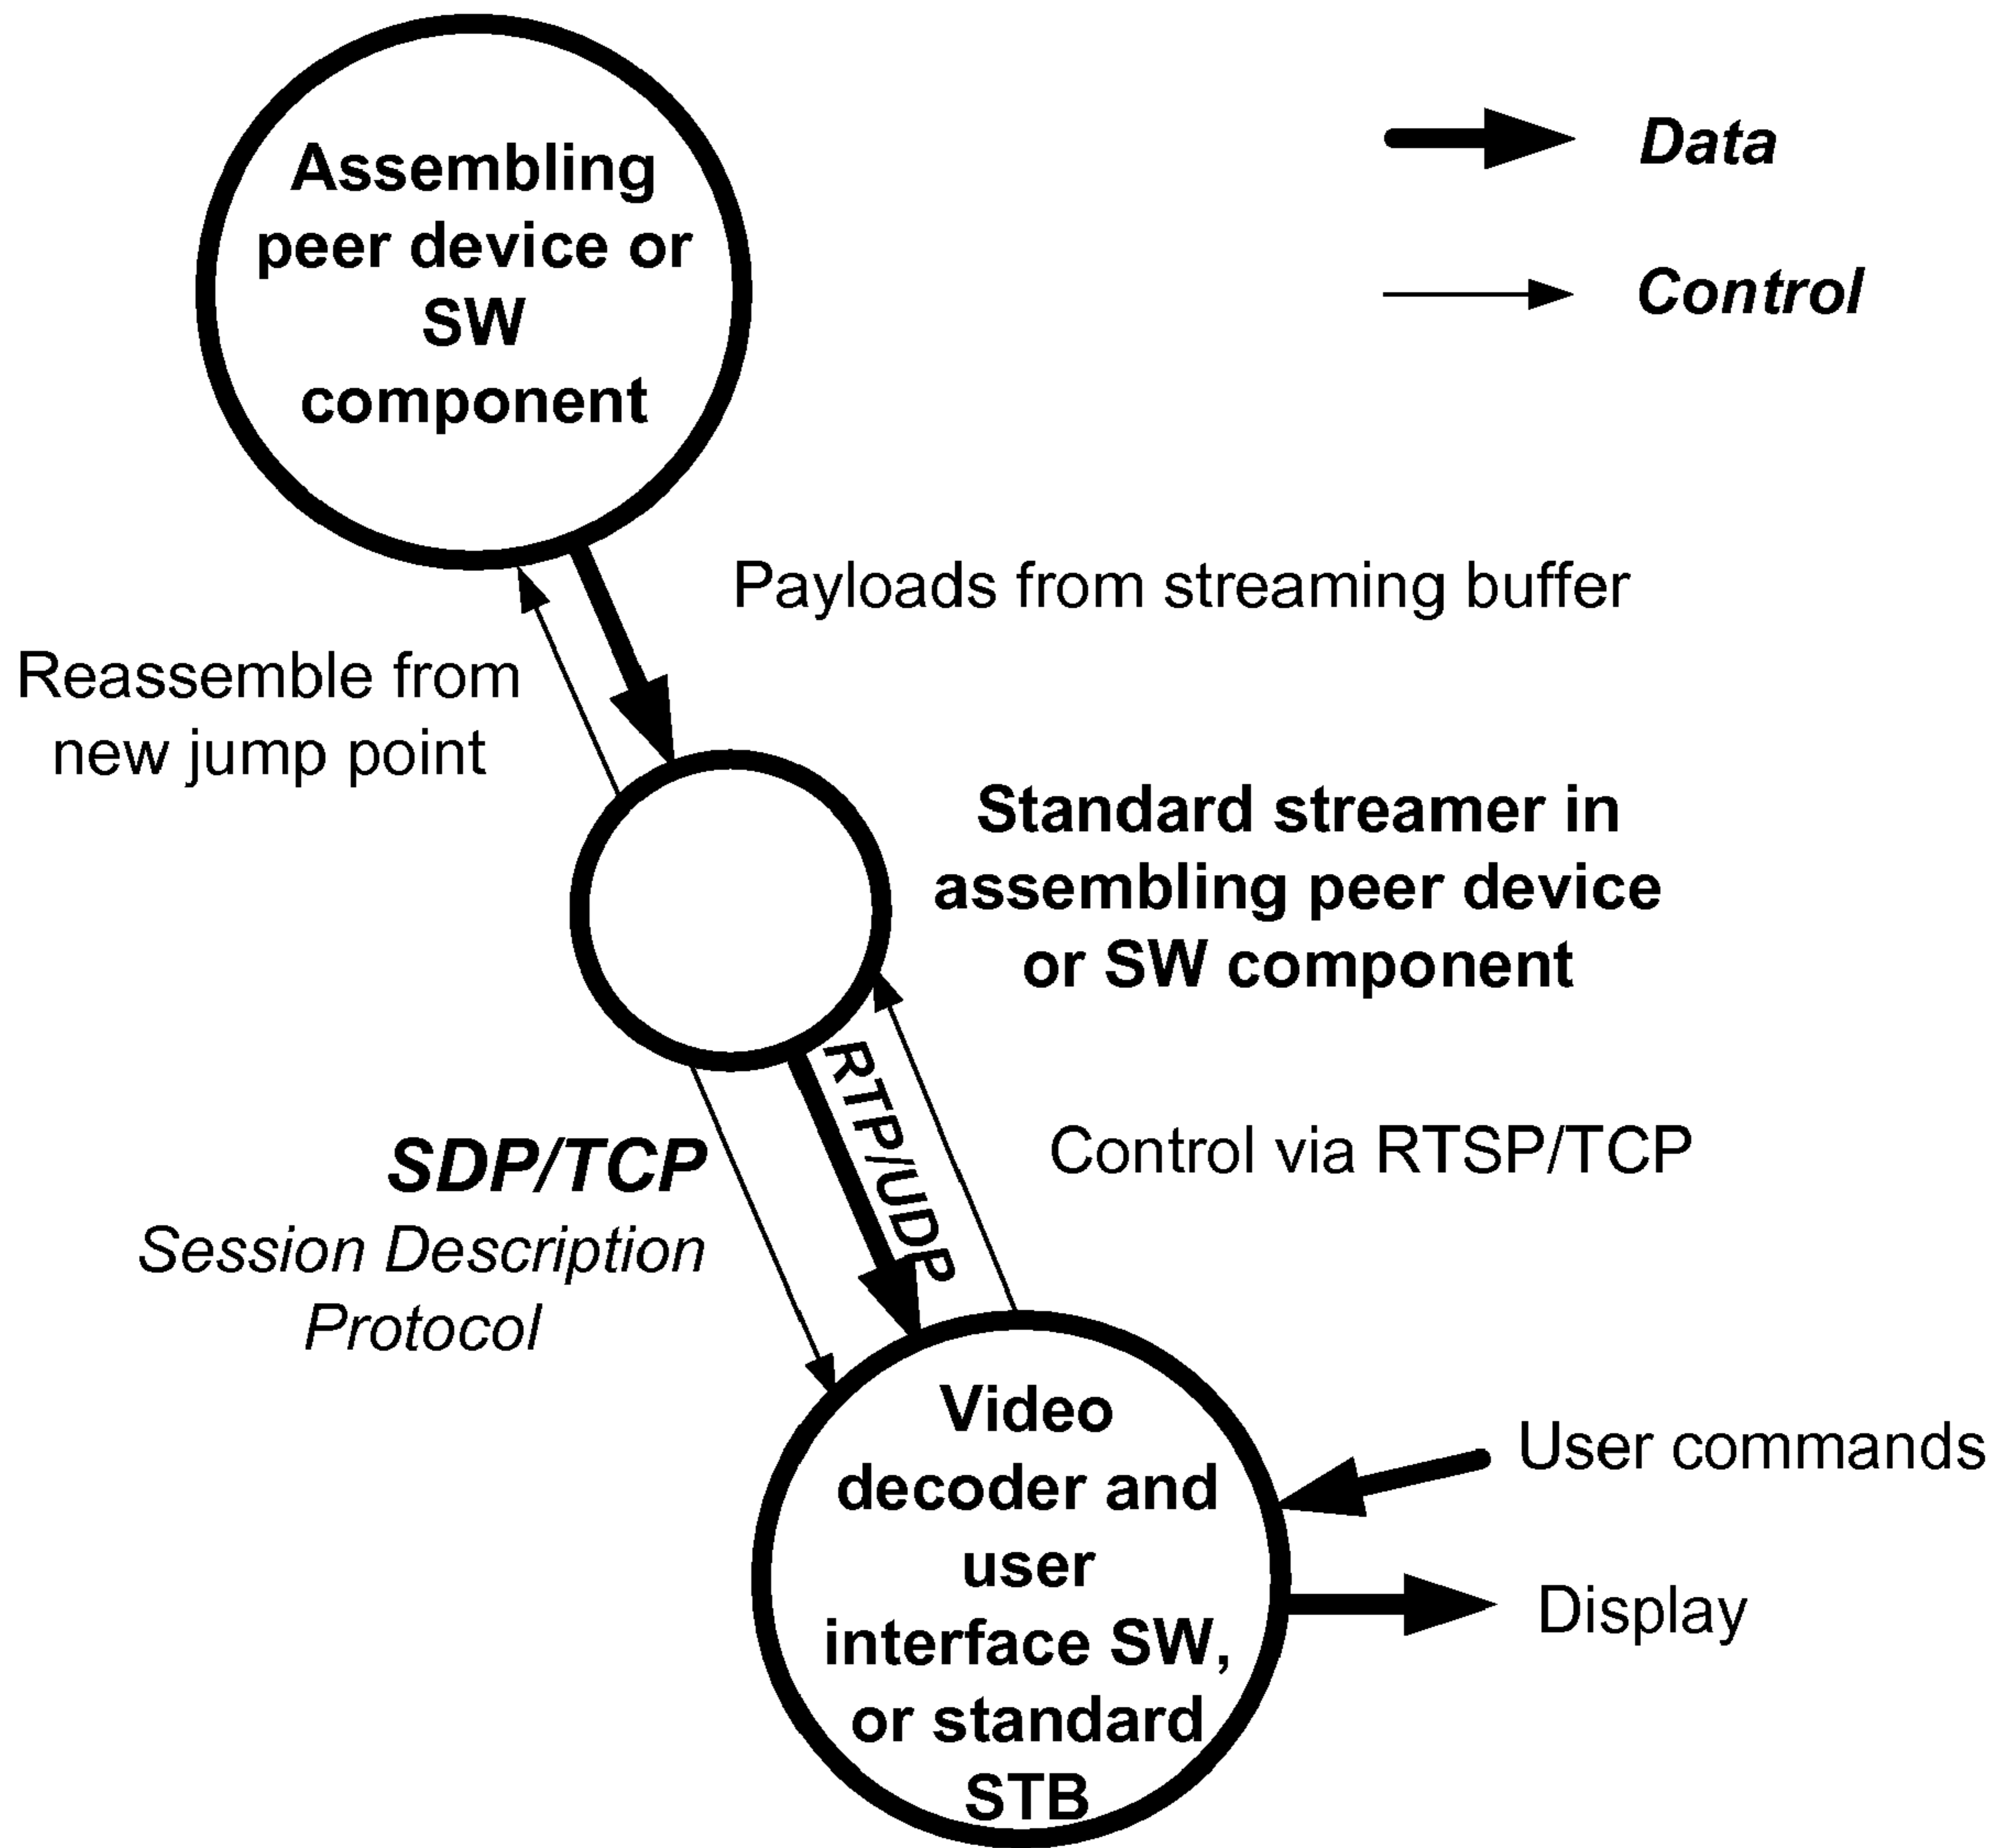 Assembling
peer device or
SW
component
Data
Control
Payloads from streaming buffer
Reassemble from
new jump point
Standard streamer in
assembling peer device
or SW component
RTP/UDP
SDP/TCP
Session Description
Protocol
Control via RTSP/TCP
Video
decoder and
user
interface SW,
or standard
STB
User commands
Display